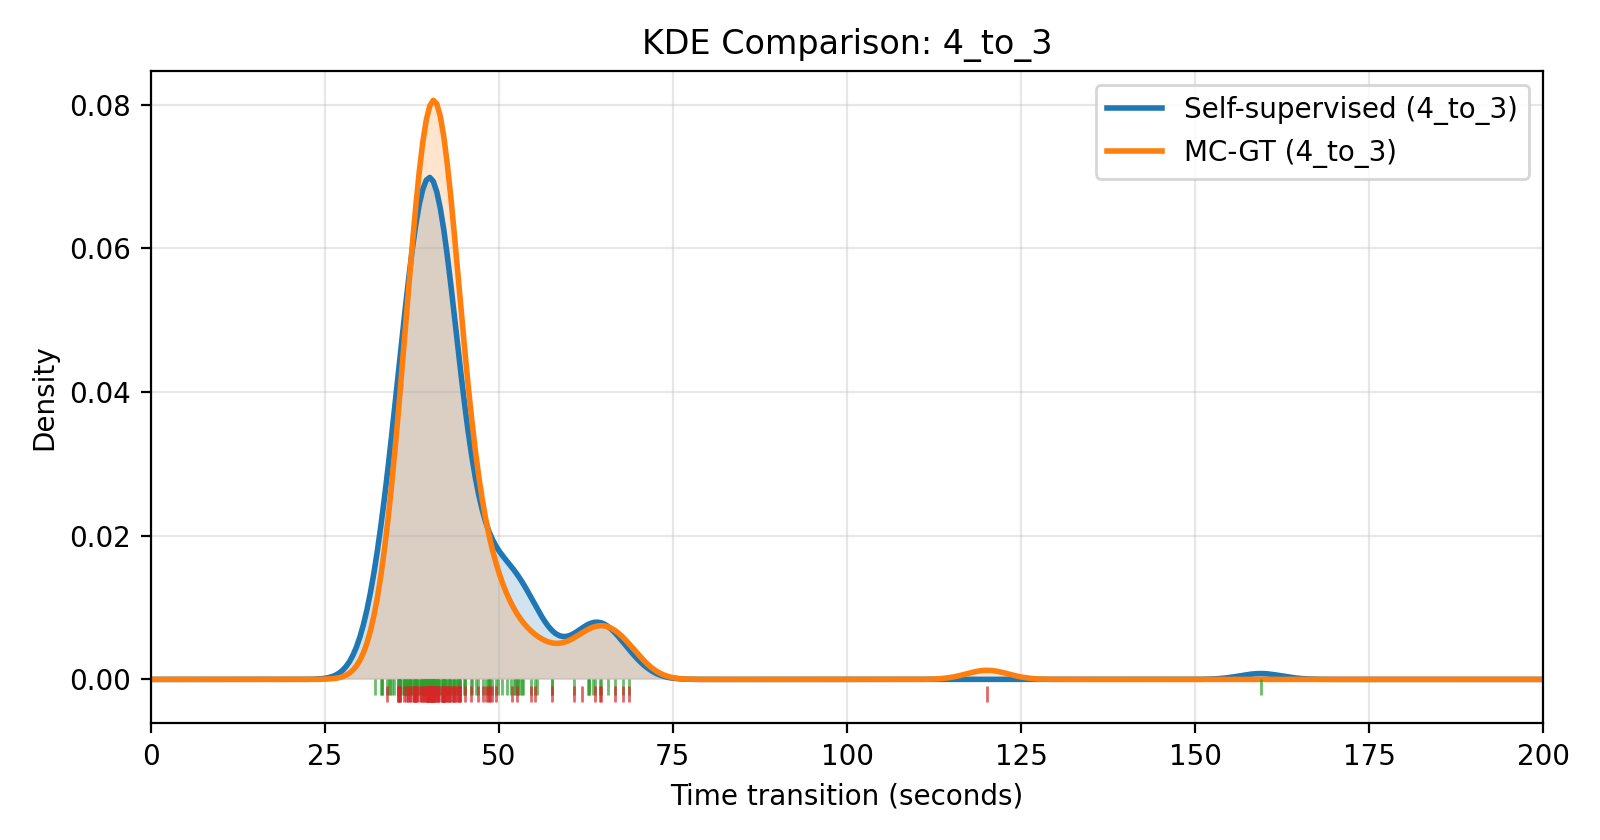 KDE Comparison: 4_to_3
Self-supervised (4_to_3)
MC-GT (4_to_3)
Density
0.08
0.06
0.04
0.02
0.00
0 25 50 75 100 125 150 175 200
Time transition (seconds)